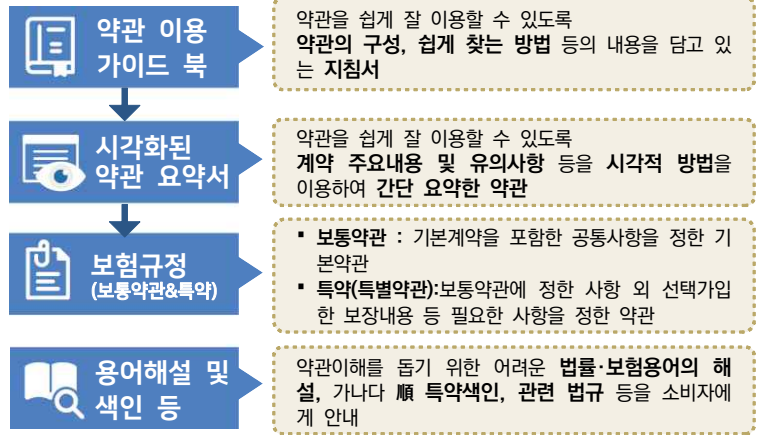 약관 이용
가이드 북
약관을 쉽게 잘 이용할 수 있도록
약관의 구성, 쉽게 찾는 방법 등의 내용을 담고 있
는 지침서
시각화된
약관 요약서
약관을 쉽게 잘 이용할 수 있도록
계약 주요내용 및 유의사항 등을 시각적 방법을
이용하여 간단 요약한 약관
보험규정
(보통약관&특약)
▪ 보통약관 : 기본계약을 포함한 공통사항을 정한 기
본약관
▪ 특약(특별약관):보통약관에 정한 사항 외 선택가입
한 보장내용 등 필요한 사항을 정한 약관
용어해설 및
색인 등
약관이해를 돕기 위한 어려운 법률·보험용어의 해
설, 가나다 順 특약색인, 관련 법규 등을 소비자에
게 안내